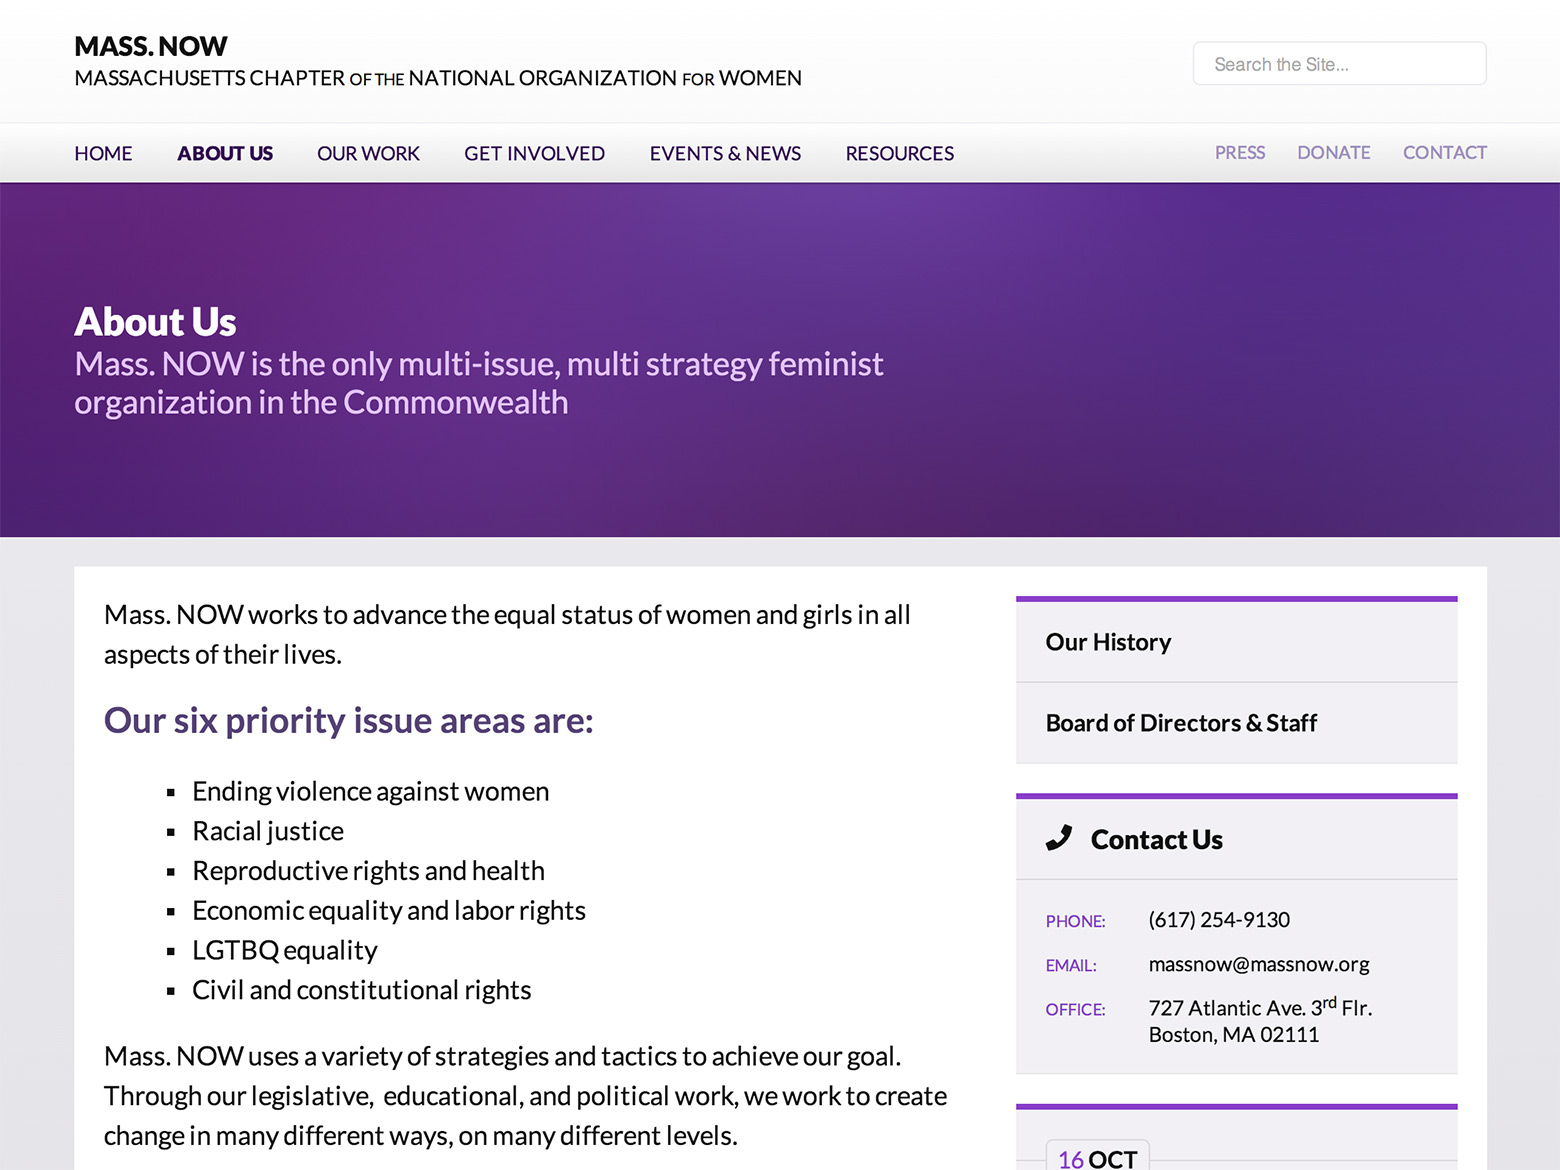 MASS. NOW
MASSACHUSETTS CHAPTER OF THE NATIONAL ORGANIZATION FOR WOMEN
Search the Site...
HOME ABOUT US OUR WORK GET INVOLVED EVENTS & NEWS RESOURCES PRESS DONATE CONTACT
About Us
Mass. NOW is the only multi-issue, multi strategy feminist
organization in the Commonwealth
Mass. NOW works to advance the equal status of women and girls in all
aspects of their lives.
Our six priority issue areas are:
▪ Ending violence against women
▪ Racial justice
▪ Reproductive rights and health
▪ Economic equality and labor rights
▪ LGTBQ equality
▪ Civil and constitutional rights
Mass. NOW uses a variety of strategies and tactics to achieve our goal.
Through our legislative, educational, and political work, we work to create
change in many different ways, on many different levels.
Our History
Board of Directors & Staff
Contact Us
PHONE: (617) 254-9130
EMAIL: massnow@massnow.org
OFFICE: 727 Atlantic Ave. 3rd Flr.
Boston, MA 02111
16 OCT